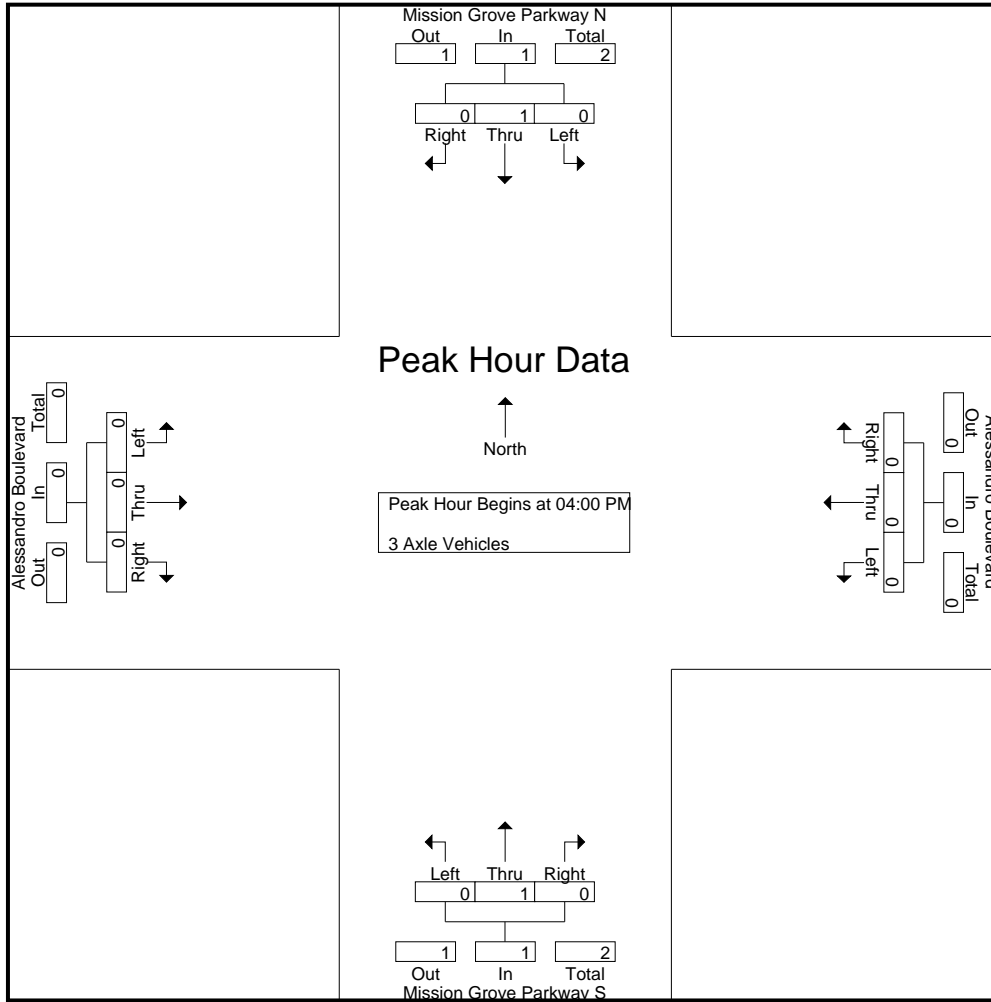 Mission Grove Parkway N
Out In Total
1 1 2
0 1 0
Right Thru Left
Peak Hour Data
North
Peak Hour Begins at 04:00 PM
3 Axle Vehicles
Alessandro Boulevard
Out In Total
0 0 0
0 0 0
Right Thru Left
Alessandro Boulevard
Out In Total
0 0 0
0 0 0
Left Thru Right
Left Thru Right
0 1 0
1 1 2
Out In Total
Mission Grove Parkway S